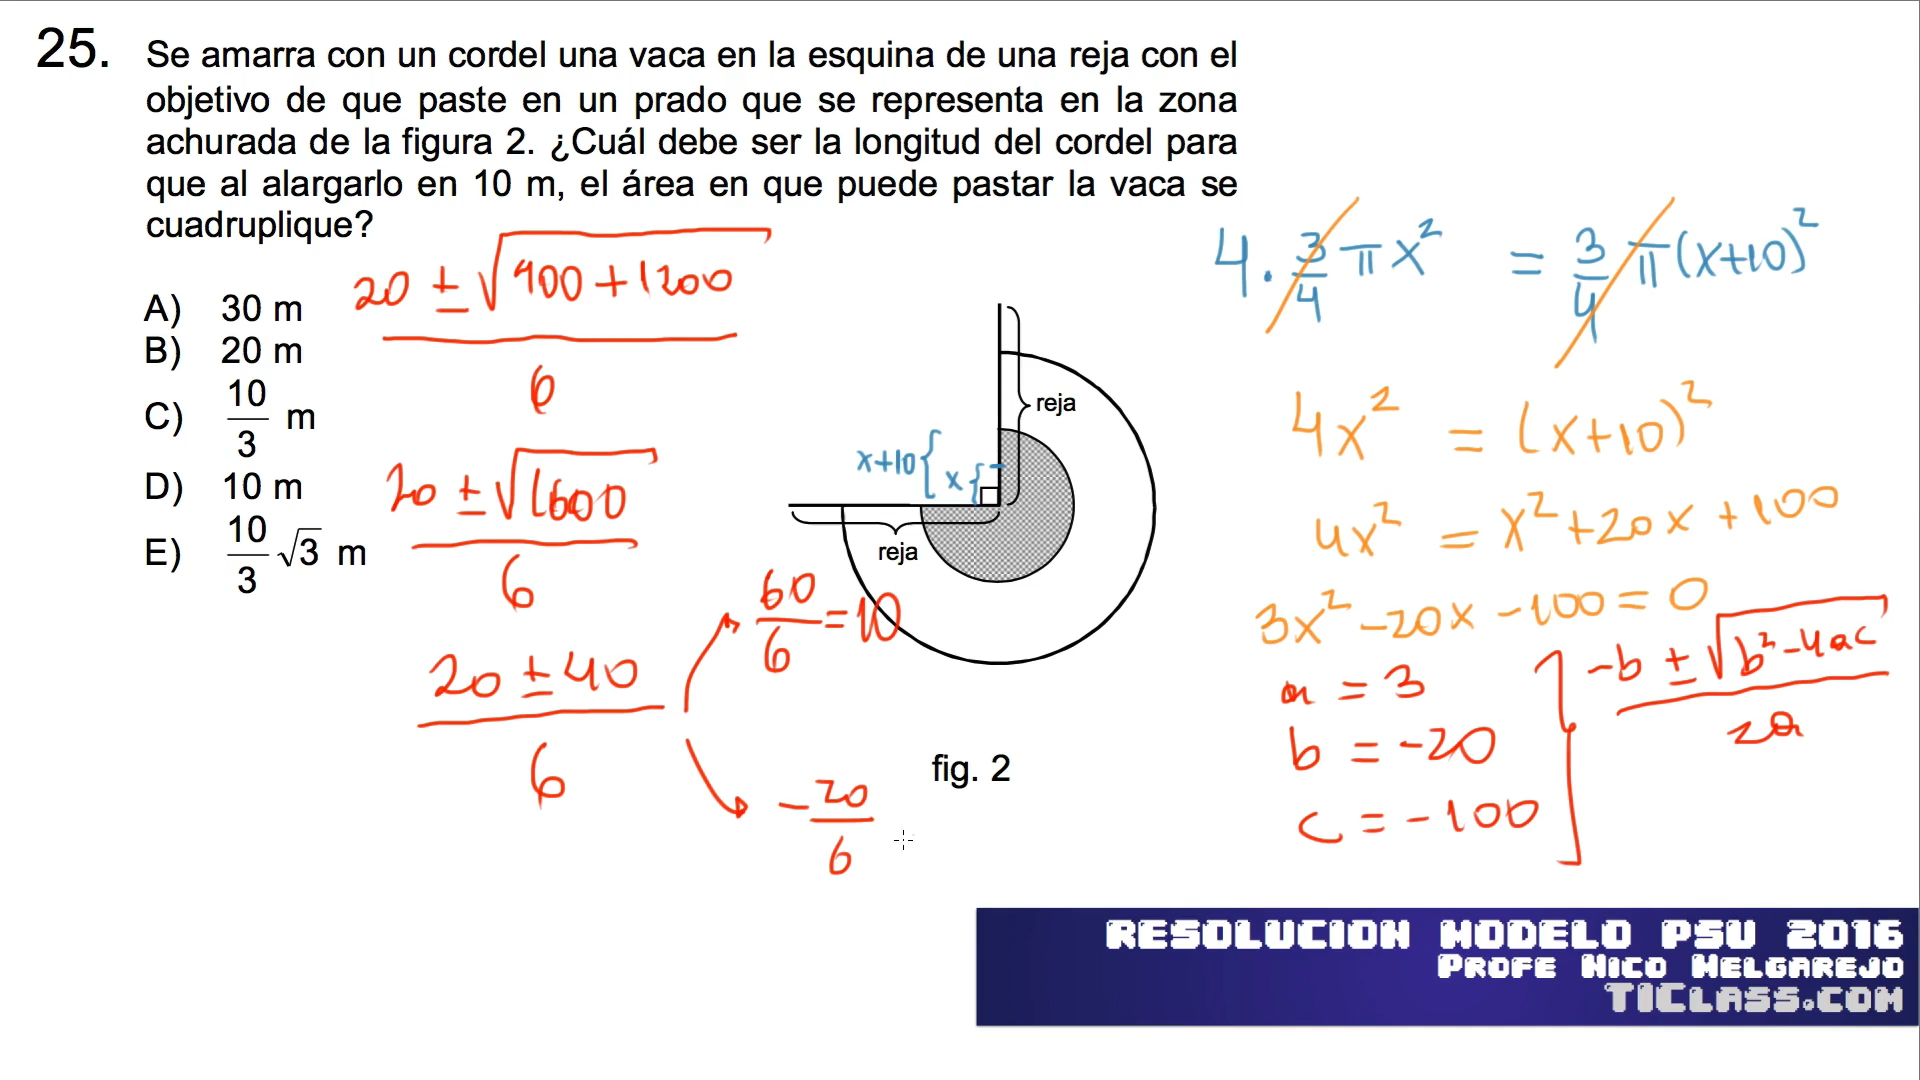 25. Se amarra con un cordel una vaca en la esquina de una reja con el
objetivo de que paste en un prado que se representa en la zona
achurada de la figura 2. ¿Cuál debe ser la longitud del cordel para
que al alargarlo en 10 m, el área en que puede pastar la vaca se
cuadruplique?
A) 30 m
B) 20 m
C) 10/3 m
D) 10 m
E) 10/3 √3 m
20 ± √400 + 1200
6
20 ± √1600
6
20 ± 40
6
60/6 = 10
- 20/6
x+10{ x{
reja
reja
fig. 2
4 · 3/4 π x² = 3/4 π (x+10)²
4x² = (x+10)²
4x² = x² + 20x + 100
3x² - 20x - 100 = 0
a = 3
b = -20
c = -100
-b ± √b² - 4ac
2a
RESOLUCION MODELO PSU 2016
PROFE NICO MELGAREJO
TICLASS.COM